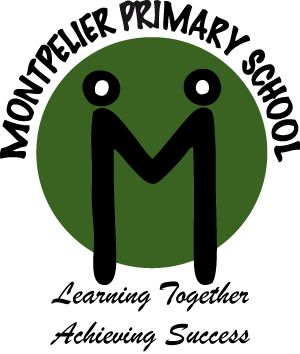 MONTPELIER PRIMARY SCHOOL
M
Learning Together
Achieving Success